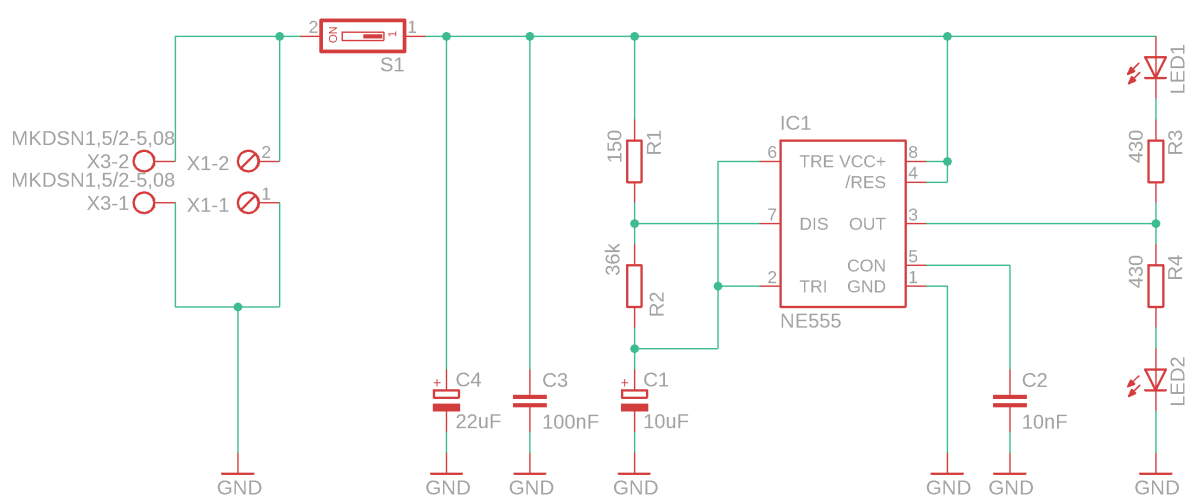 2
ON
1
1
S1
MKDSN1,5/2-5,08
X3-2
X1-2
2
MKDSN1,5/2-5,08
X3-1
X1-1
1
GND
+
C4
22uF
GND
C3
100nF
GND
150
R1
36k
R2
+
C1
10uF
GND
IC1
6
TRE
VCC+
8
/RES
4
7
DIS
OUT
3
CON
5
2
TRI
GND
1
NE555
GND
C2
10nF
GND
LED1
430
R3
430
R4
LED2
GND